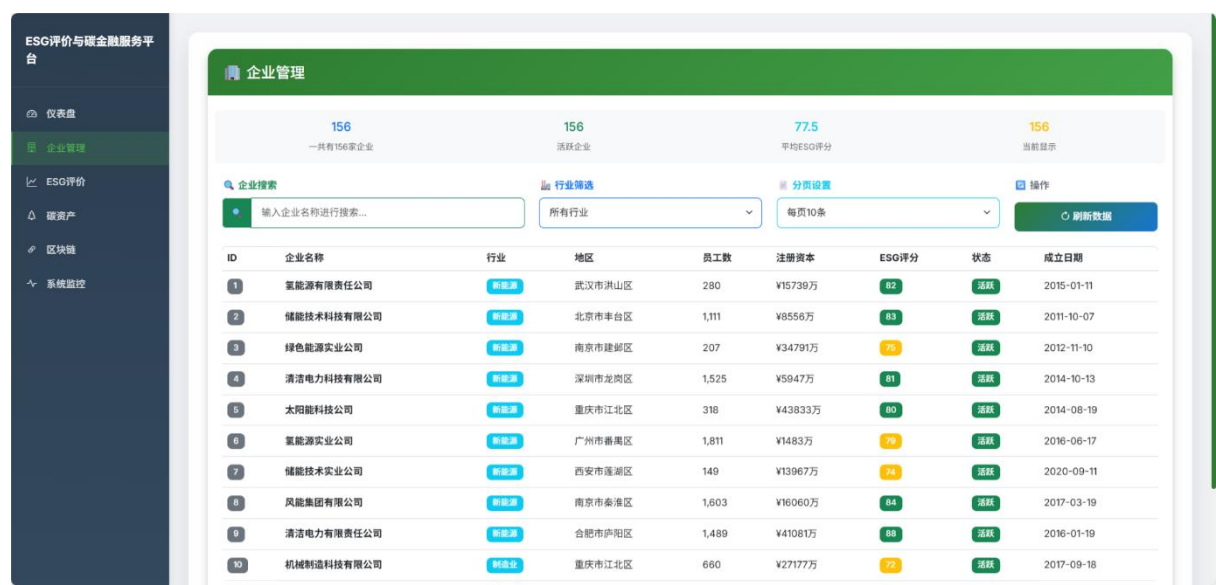 ESG评价与碳金融服务平
台
仪表盘
企业管理
ESG评价
碳资产
区块链
系统监控
企业管理
156 156 77.5 156
一共有156家企业 活跃企业 平均ESG评分 当前显示
企业搜索 行业筛选 分页设置 操作
输入企业名称进行搜索... 所有行业 每页10条 刷新数据
ID 企业名称 行业 地区 员工数 注册资本 ESG评分 状态 成立日期
1 氢能源有限责任公司 新能源 武汉市洪山区 280 ¥15739万 82 活跃 2015-01-11
2 储能技术科技有限公司 新能源 北京市丰台区 1,111 ¥8556万 83 活跃 2011-10-07
3 绿色能源实业公司 新能源 南京市建邺区 207 ¥34791万 75 活跃 2012-11-10
4 清洁电力科技有限公司 新能源 深圳市龙岗区 1,525 ¥5947万 81 活跃 2014-10-13
5 太阳能科技公司 新能源 重庆市江北区 318 ¥43833万 80 活跃 2014-08-19
6 氢能源实业公司 新能源 广州市番禺区 1,811 ¥1483万 79 活跃 2016-06-17
7 储能技术实业公司 新能源 西安市莲湖区 149 ¥13967万 74 活跃 2020-09-11
8 风能集团有限公司 新能源 南京市秦淮区 1,603 ¥16060万 84 活跃 2017-03-19
9 清洁电力有限责任公司 新能源 合肥市庐阳区 1,489 ¥41081万 88 活跃 2016-01-19
10 机械制造科技有限公司 制造业 重庆市江北区 660 ¥27177万 72 活跃 2017-09-18